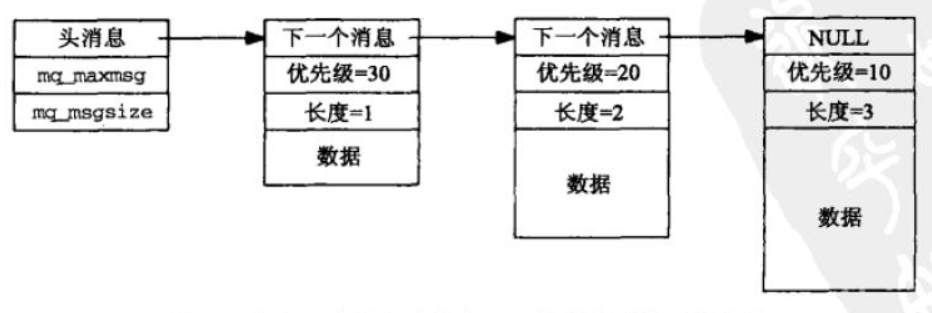 头消息
mq_maxmsg
mq_msgsize
下一个消息
优先级=30
长度=1
数据
下一个消息
优先级=20
长度=2
数据
NULL
优先级=10
长度=3
数据